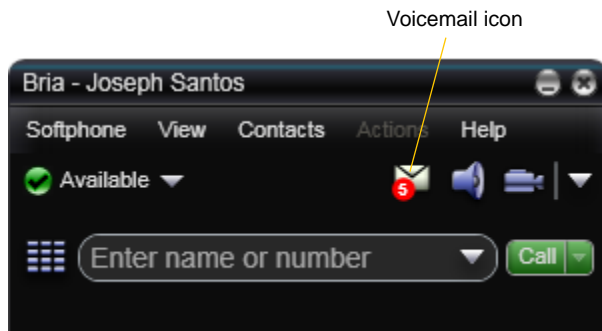 Voicemail icon
Bria - Joseph Santos
Softphone View Contacts Actions Help
Available
5
Enter name or number
Call